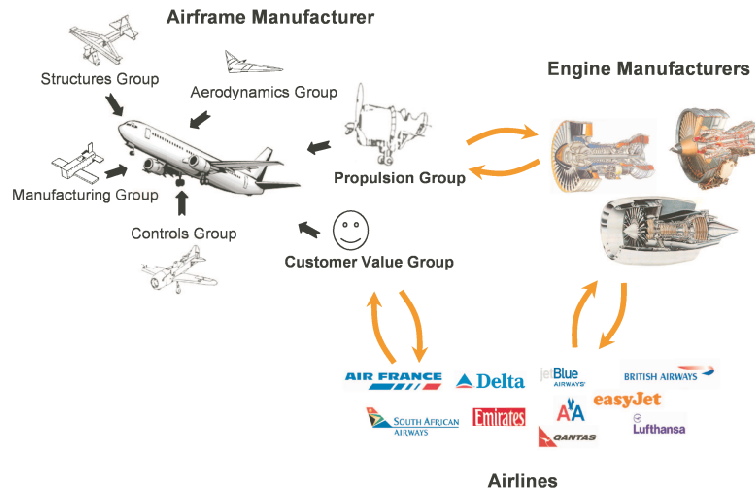 Airframe Manufacturer
Structures Group
Aerodynamics Group
Engine Manufacturers
Manufacturing Group
Propulsion Group
Controls Group
Customer Value Group
AIR FRANCE
Delta
jetBlue
AIRWAYS
BRITISH AIRWAYS
easyJet
SOUTH AFRICAN
AIRWAYS
Emirates
AA
QANTAS
Lufthansa
Airlines